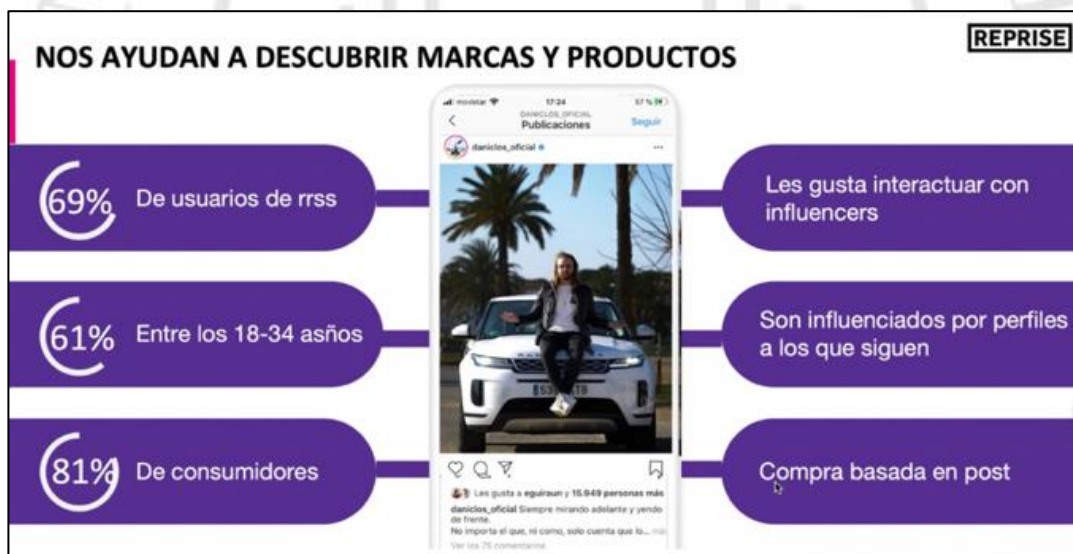 REPRISE
NOS AYUDAN A DESCUBRIR MARCAS Y PRODUCTOS
69% De usuarios de rrss
Les gusta interactuar con
influencers
61% Entre los 18-34 asños
Son influenciados por perfiles
a los que siguen
81% De consumidores
Compra basada en post
movistar 17:24 57 %
DANICLOS_OFICIAL
Publicaciones
Seguir
daniclos_oficial
Les gusta a eguiraun y 15.949 personas más
daniclos_oficial Siempre mirando adelante y yendo
de frente.
No importa el que, ni como, solo cuenta que lo... más
Ver los 76 comentarios